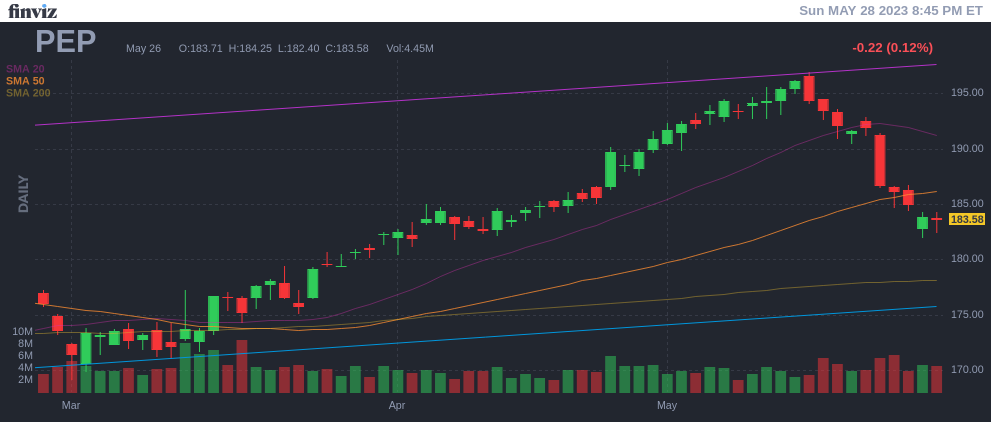 finviz
Sun MAY 28 2023 8:45 PM ET
PEP
May 26 O:183.71 H:184.25 L:182.40 C:183.58 Vol:4.45M
-0.22 (0.12%)
SMA 20
SMA 50
SMA 200
DAILY
195.00
190.00
185.00
183.58
180.00
175.00
170.00
10M
8M
6M
4M
2M
Mar
Apr
May